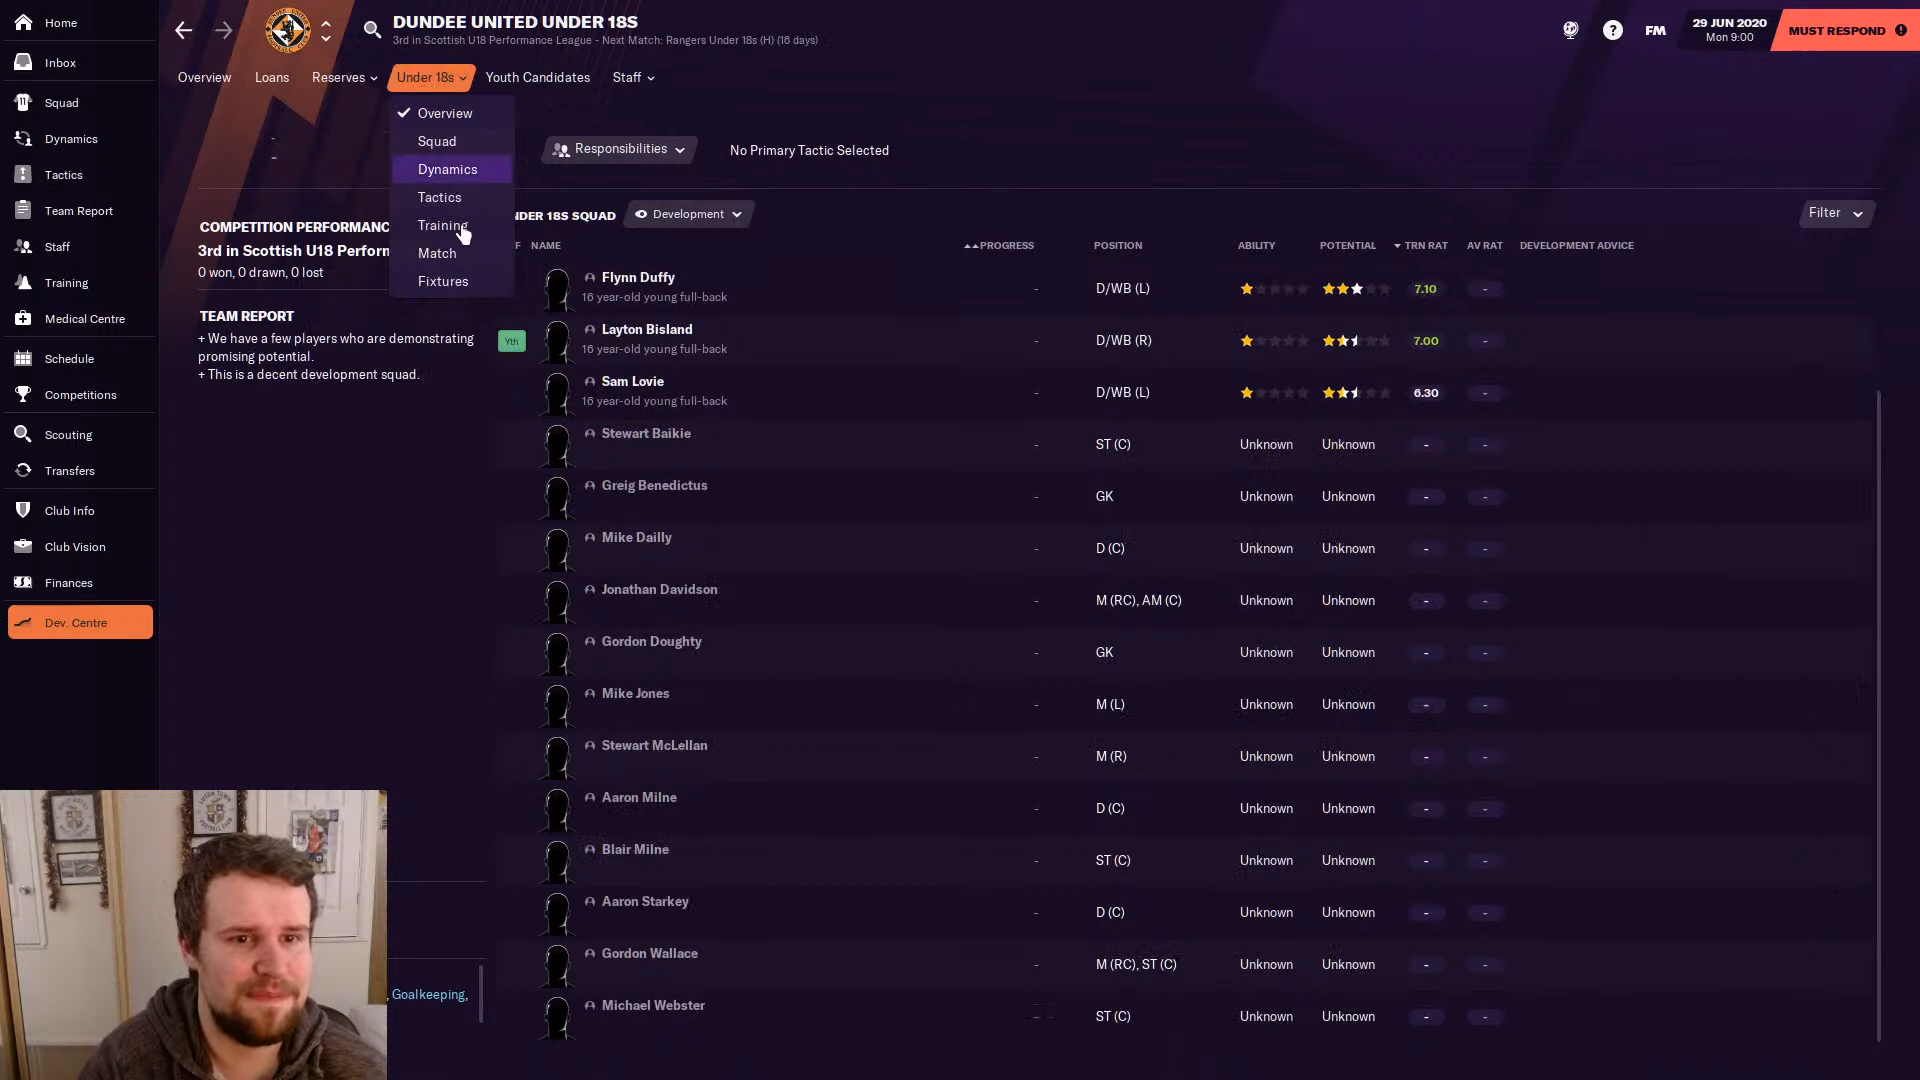 Home
Inbox
Squad
Dynamics
Tactics
Team Report
Staff
Training
Medical Centre
Schedule
Competitions
Scouting
Transfers
Club Info
Club Vision
Finances
Dev. Centre
DUNDEE UNITED UNDER 18S
3rd in Scottish U18 Performance League - Next Match: Rangers Under 18s (H) (16 days)
FM
29 JUN 2020
Mon 9:00
MUST RESPOND
Overview Loans Reserves Under 18s Youth Candidates Staff
Overview
Squad
Dynamics
Tactics
Training
Match
Fixtures
Responsibilities
No Primary Tactic Selected
COMPETITION PERFORMANC
3rd in Scottish U18 Perforn
0 won, 0 drawn, 0 lost
TEAM REPORT
+ We have a few players who are demonstrating
promising potential.
+ This is a decent development squad.
, Goalkeeping,
NDER 18S SQUAD Development Filter
F NAME PROGRESS POSITION ABILITY POTENTIAL TRN RAT AV RAT DEVELOPMENT ADVICE
Flynn Duffy
16 year-old young full-back
- D/WB (L) 7.10 -
Layton Bisland
16 year-old young full-back
Yth - D/WB (R) 7.00 -
Sam Lovie
16 year-old young full-back
- D/WB (L) 6.30 -
Stewart Baikie
- ST (C) Unknown Unknown - -
Greig Benedictus
- GK Unknown Unknown - -
Mike Dailly
- D (C) Unknown Unknown - -
Jonathan Davidson
- M (RC), AM (C) Unknown Unknown - -
Gordon Doughty
- GK Unknown Unknown - -
Mike Jones
- M (L) Unknown Unknown - -
Stewart McLellan
- M (R) Unknown Unknown - -
Aaron Milne
- D (C) Unknown Unknown - -
Blair Milne
- ST (C) Unknown Unknown - -
Aaron Starkey
- D (C) Unknown Unknown - -
Gordon Wallace
- M (RC), ST (C) Unknown Unknown - -
Michael Webster
- ST (C) Unknown Unknown - -